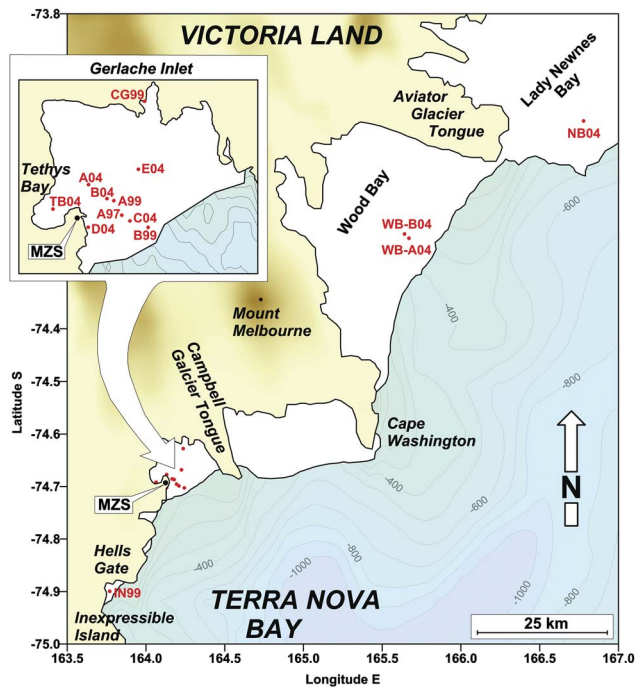 -73.8
VICTORIA LAND
Gerlache Inlet
CG99
Lady Newnes
Bay
Aviator
Glacier
Tongue
NB04
E04
Tethys
Bay
A04
B04
A99
TB04
A97
C04
D04
B99
MZS
Wood Bay
WB-B04
WB-A04
-600
-400
Mount
Melbourne
-74.4
Campbell
Galcier Tongue
-74.5
-800
Latitude S
Cape
Washington
-74.6
N
-74.7
MZS
-400
-600
-74.8
Hells
Gate
-400
-800
-1000
-1000
-800
-74.9
IN99
TERRA NOVA
BAY
Inexpressible
Island
25 km
-75.0
163.5
164.0
164.5
165.0
165.5
166.0
166.5
167.0
Longitude E